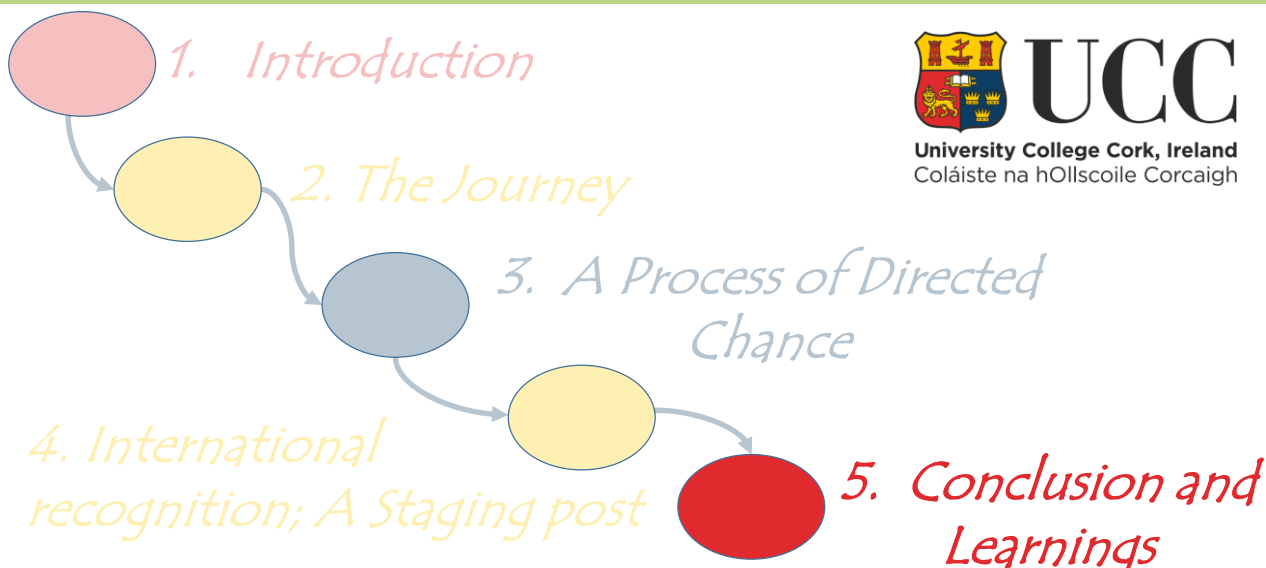 1. Introduction
UCC
University College Cork, Ireland
Coláiste na hOllscoile Corcaigh
2. The Journey
3. A Process of Directed
Chance
4. International
recognition; A Staging post
5. Conclusion and
Learnings